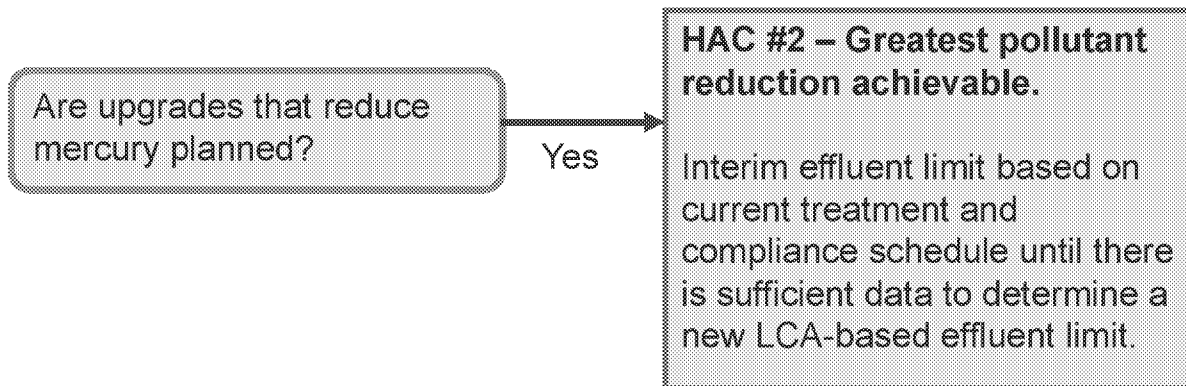 Are upgrades that reduce
mercury planned?
Yes
HAC #2 – Greatest pollutant
reduction achievable.
Interim effluent limit based on
current treatment and
compliance schedule until there
is sufficient data to determine a
new LCA-based effluent limit.